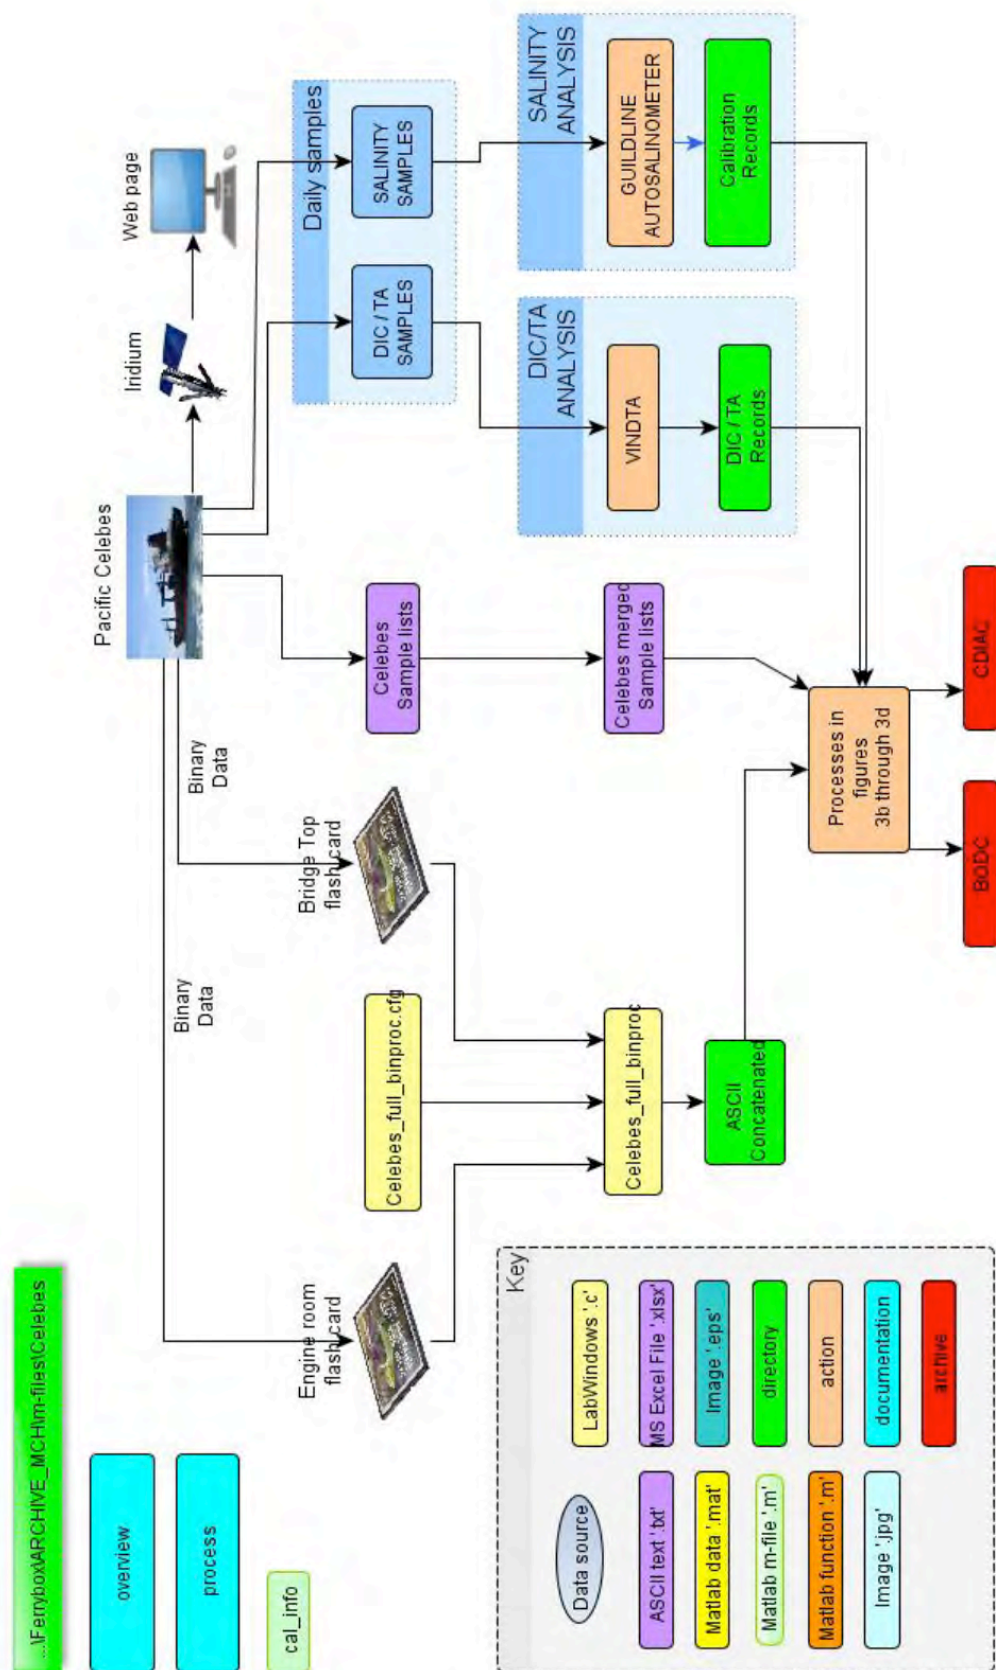 ...\Ferrybox\ARCHIVE_MCH\m-files\Celebes
overview
process
cal_info
Pacific Celebes
Iridium
Web page
Binary
Data
Binary
Data
Engine room
flash card
Bridge Top
flash card
Celebes_full_binproc.cfg
Celebes_full_binproc
ASCII
Concatenated
Celebes
Sample lists
Celebes merged
Sample lists
Daily samples
DIC / TA
SAMPLES
SALINITY
SAMPLES
DIC/TA
ANALYSIS
VINDTA
DIC / TA
Records
SALINITY
ANALYSIS
GUILDLINE
AUTOSALINOMETER
Calibration
Records
Processes in
figures
3b through 3d
BODC
CDIAC
Key
Data source
LabWindows '.c'
ASCII text '.txt'
MS Excel File '.xlsx'
Matlab data '.mat'
Image '.eps'
Matlab m-file '.m'
directory
Matlab function '.m'
action
Image '.jpg'
documentation
archive